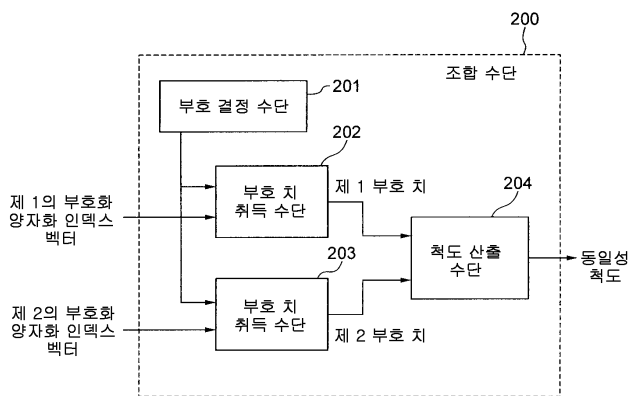 200
조합 수단
201
부호 결정 수단
202
부호 치
취득 수단
제 1의 부호화
양자화 인덱스
벡터
제 1 부호 치
204
척도 산출
수단
동일성
척도
203
부호 치
취득 수단
제 2의 부호화
양자화 인덱스
벡터
제 2 부호 치